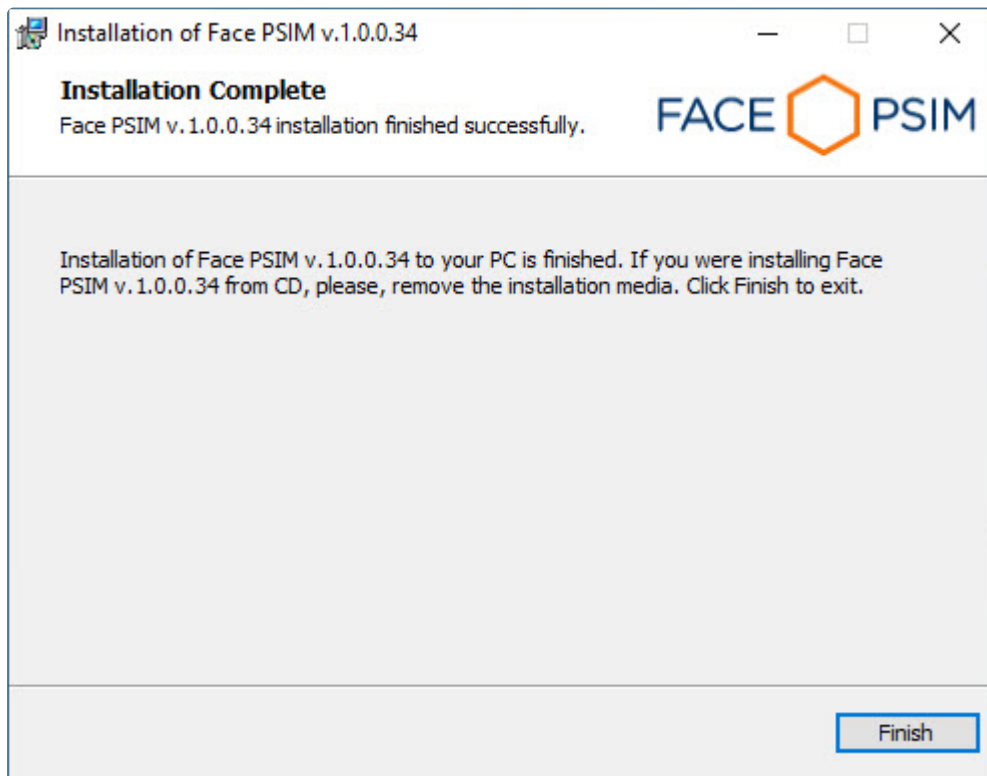 Installation of Face PSIM v.1.0.0.34
Installation Complete
Face PSIM v.1.0.0.34 installation finished successfully.
FACE PSIM
Installation of Face PSIM v.1.0.0.34 to your PC is finished. If you were installing Face
PSIM v.1.0.0.34 from CD, please, remove the installation media. Click Finish to exit.
Finish